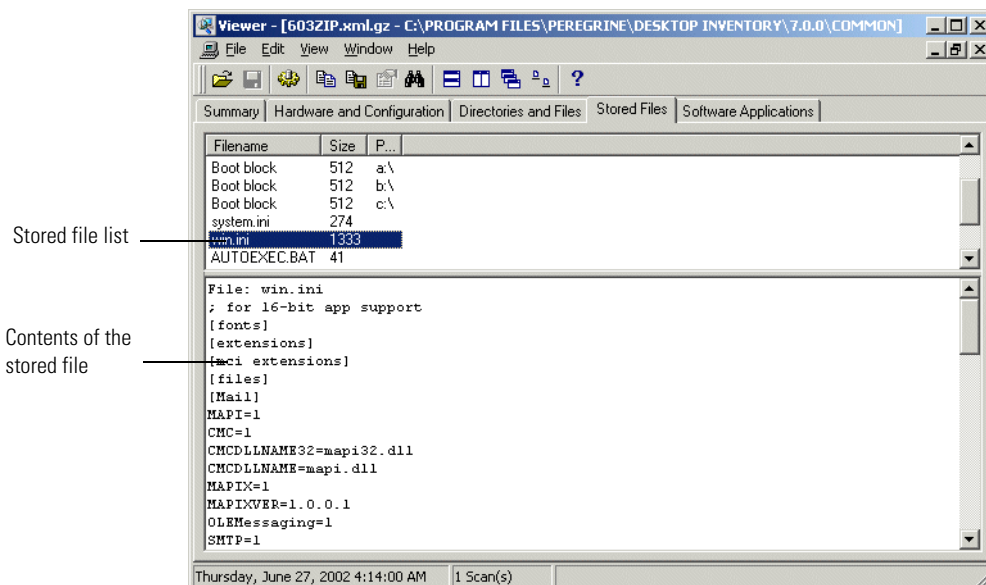 Viewer - [603ZIP.xml.gz - C:\PROGRAM FILES\PEREGRINE\DESKTOP INVENTORY\7.0.0\COMMON]
File Edit View Window Help
?
Summary Hardware and Configuration Directories and Files Stored Files Software Applications
Filename Size P...
Boot block 512 a:\
Boot block 512 b:\
Boot block 512 c:\
system.ini 274
win.ini 1333
AUTOEXEC.BAT 41
Stored file list
File: win.ini
; for 16-bit app support
[fonts]
[extensions]
[mci extensions]
[files]
[Mail]
MAPI=1
CMC=1
CMCDLLNAME32=mapi32.dll
CMCDLLNAME=mapi.dll
MAPIX=1
MAPIXVER=1.0.0.1
OLEMessaging=1
SMTP=1
Contents of the
stored file
Thursday, June 27, 2002 4:14:00 AM 1 Scan(s)